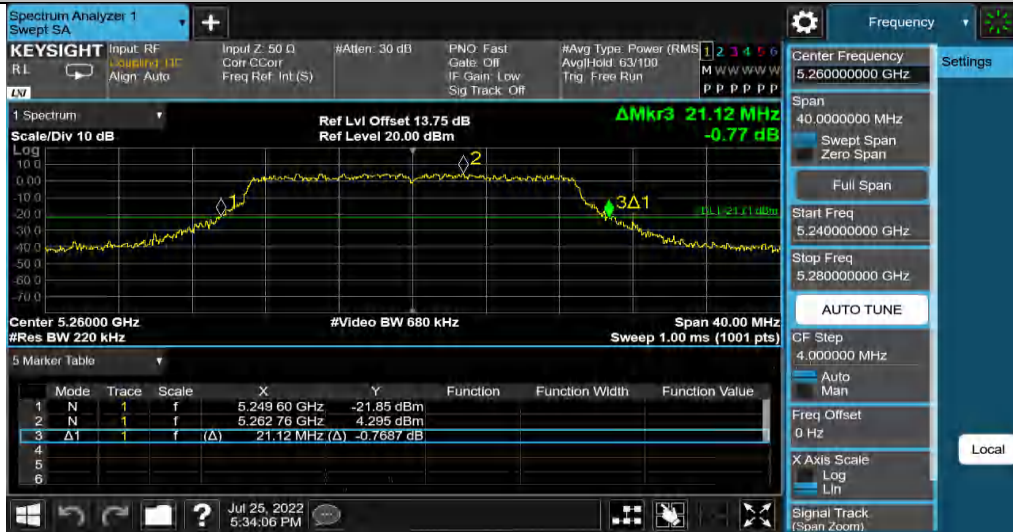 Spectrum Analyzer 1
Swept SA
+
Frequency
KEYSIGHT
RL
LXI
Input: RF
Coupling: DC
Align: Auto
Input Z: 50 Ω
Corr CCorr
Freq Ref: Int (S)
#Atten: 30 dB
PNO: Fast
Gate: Off
IF Gain: Low
Sig Track: Off
#Avg Type: Power (RMS
Avg|Hold: 63/100
Trig: Free Run
1 2 3 4 5 6
M W W W W W
P P P P P P
1 Spectrum
Scale/Div 10 dB
Ref Lvl Offset 13.75 dB
Ref Level 20.00 dBm
ΔMkr3 21.12 MHz
-0.77 dB
Log
10.0
0.00
-10.0
-20.0
-30.0
-40.0
-50.0
-60.0
-70.0
1
2
3Δ1
Center 5.26000 GHz
#Res BW 220 kHz
#Video BW 680 kHz
Span 40.00 MHz
Sweep 1.00 ms (1001 pts)
5 Marker Table
Mode Trace Scale X Y Function Function Width Function Value
1 N 1 f 5.249 60 GHz -21.85 dBm
2 N 1 f 5.262 76 GHz 4.295 dBm
3 Δ1 1 f (Δ) 21.12 MHz (Δ) -0.7687 dB
4
5
6
?
Jul 25, 2022
5:34:06 PM
Center Frequency
5.260000000 GHz
Span
40.0000000 MHz
Swept Span
Zero Span
Full Span
Start Freq
5.240000000 GHz
Stop Freq
5.280000000 GHz
AUTO TUNE
CF Step
4.000000 MHz
Auto
Man
Freq Offset
0 Hz
X Axis Scale
Log
Lin
Signal Track
(Span Zoom)
Settings
Local